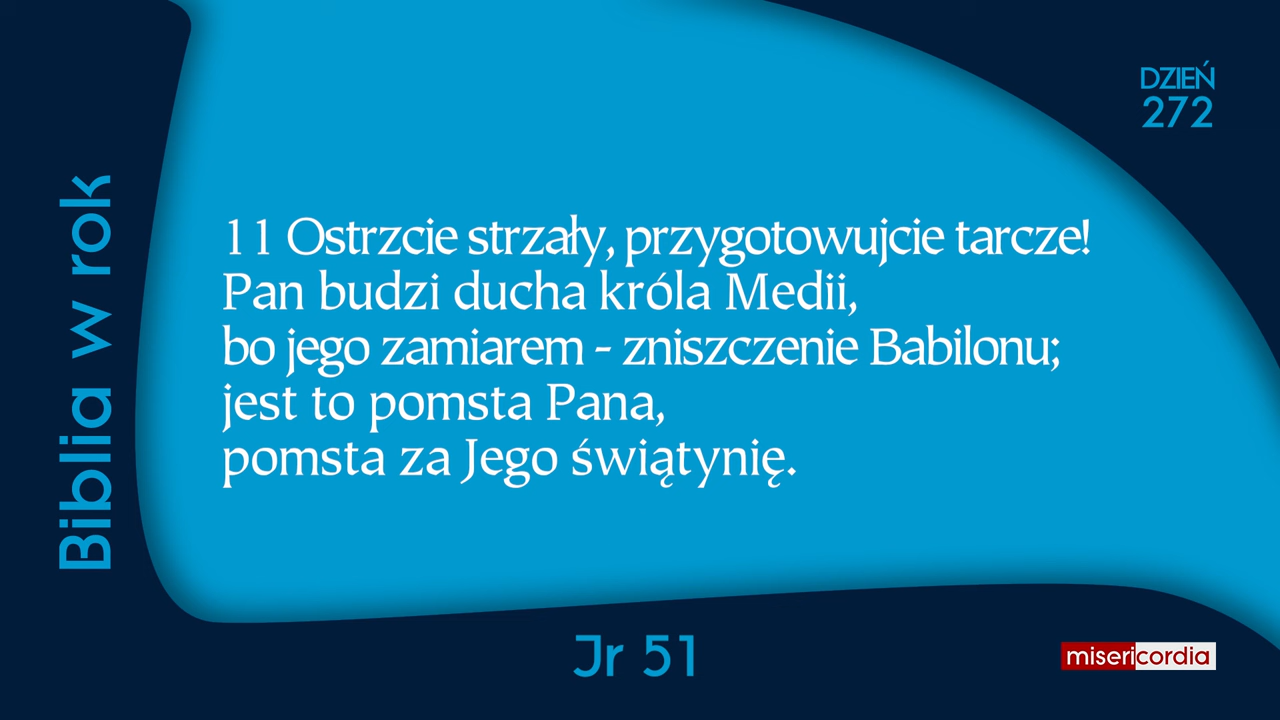 DZIEŃ
272
Biblia w rok
11 Ostrzcie strzały, przygotowujcie tarcze!
Pan budzi ducha króla Medii,
bo jego zamiarem - zniszczenie Babilonu;
jest to pomsta Pana,
pomsta za Jego świątynię.
Jr 51
misericordia